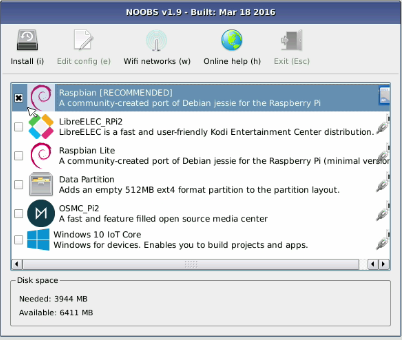 NOOBS v1.9 - Built: Mar 18 2016
Install (i) Edit config (e) Wifi networks (w) Online help (h) Exit (Esc)
Raspbian [RECOMMENDED]
A community-created port of Debian jessie for the Raspberry Pi
LibreELEC_RPi2
LibreELEC is a fast and user-friendly Kodi Entertainment Center distribution.
Raspbian Lite
A community-created port of Debian jessie for the Raspberry Pi (minimal version
Data Partition
Adds an empty 512MB ext4 format partition to the partition layout.
OSMC_Pi2
A fast and feature filled open source media center
Windows 10 IoT Core
Windows for devices. Enables you to build projects and apps.
Disk space
Needed: 3944 MB
Available: 6411 MB